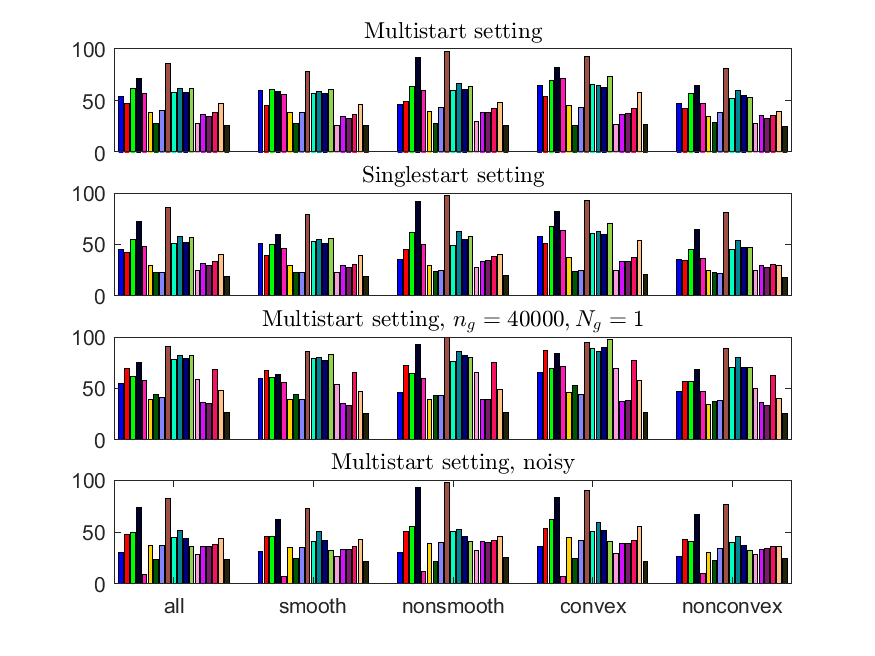 Multistart setting
100
50
0
Singlestart setting
100
50
0
Multistart setting, n_g = 40000, N_g = 1
100
50
0
Multistart setting, noisy
100
50
0
all smooth nonsmooth convex nonconvex